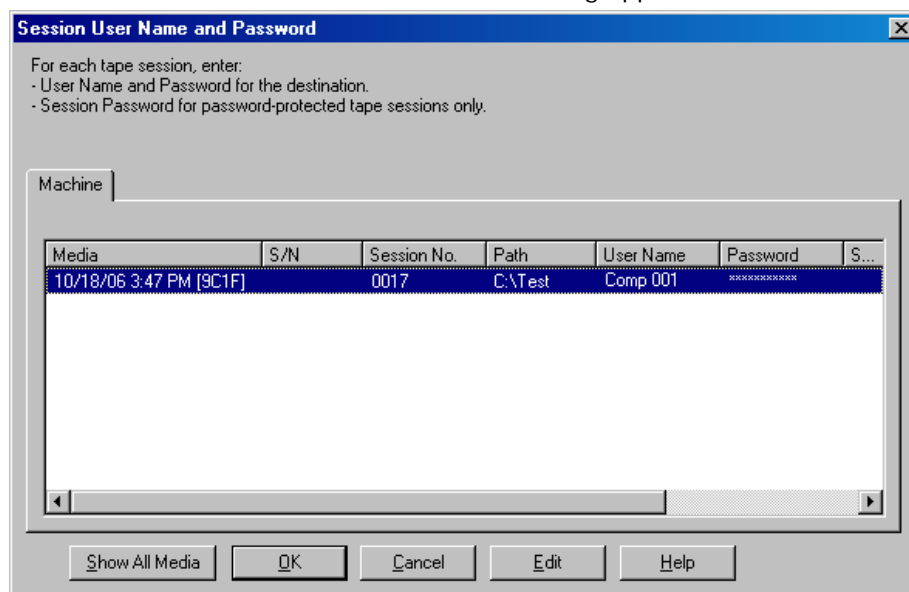 Session User Name and Password
For each tape session, enter:
- User Name and Password for the destination.
- Session Password for password-protected tape sessions only.
Machine
Media S/N Session No. Path User Name Password S...
10/18/06 3:47 PM [9C1F] 0017 C:\Test Comp 001 ***********
Show All Media OK Cancel Edit Help